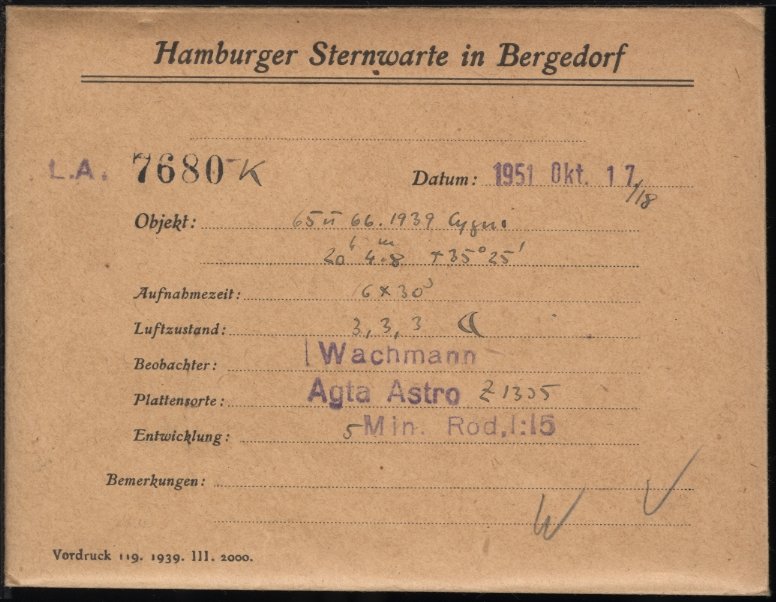 Hamburger Sternwarte in Bergedorf
L.A. 7680-K Datum: 1951 Okt. 17/18
Objekt: 65 u 66.1939 Cygni
20h 4m.8 +35° 25'
Aufnahmezeit: 6 x 30s
Luftzustand: 3, 3, 3
Beobachter: Wachmann
Plattensorte: Agfa Astro Z 1305
Entwicklung: 5 Min. Rod, 1:15
Bemerkungen:
W
Vordruck 119. 1939. III. 2000.